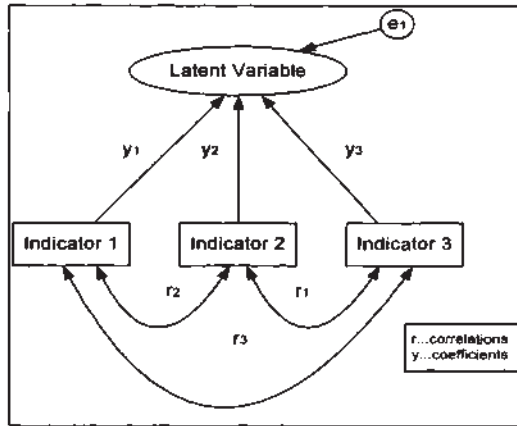 e1
Latent Variable
y1
y2
y3
Indicator 1
Indicator 2
Indicator 3
r2
r1
r3
r...correlations
y...coefficients